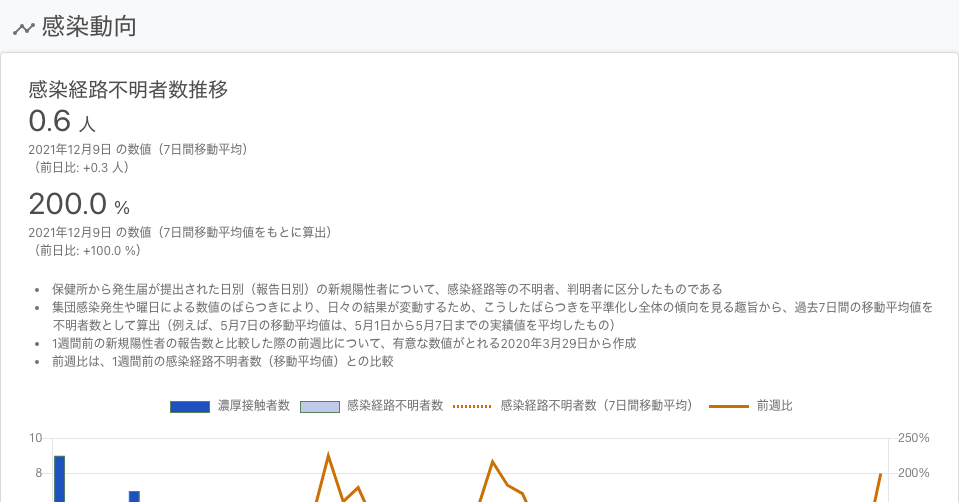 感染動向
感染経路不明者数推移
0.6 人
2021年12月9日 の数値（7日間移動平均）
（前日比: +0.3 人）
200.0 %
2021年12月9日 の数値（7日間移動平均値をもとに算出）
（前日比: +100.0 %）
• 保健所から発生届が提出された日別（報告日別）の新規陽性者について、感染経路等の不明者、判明者に区分したものである
• 集団感染発生や曜日による数値のばらつきにより、日々の結果が変動するため、こうしたばらつきを平準化し全体の傾向を見る趣旨から、過去7日間の移動平均値を
不明者数として算出（例えば、5月7日の移動平均値は、5月1日から5月7日までの実績値を平均したもの）
• 1週間前の新規陽性者の報告数と比較した際の前週比について、有意な数値がとれる2020年3月29日から作成
• 前週比は、1週間前の感染経路不明者数（移動平均値）との比較
濃厚接触者数 感染経路不明者数 感染経路不明者数（7日間移動平均） 前週比
10 250%
8 200%